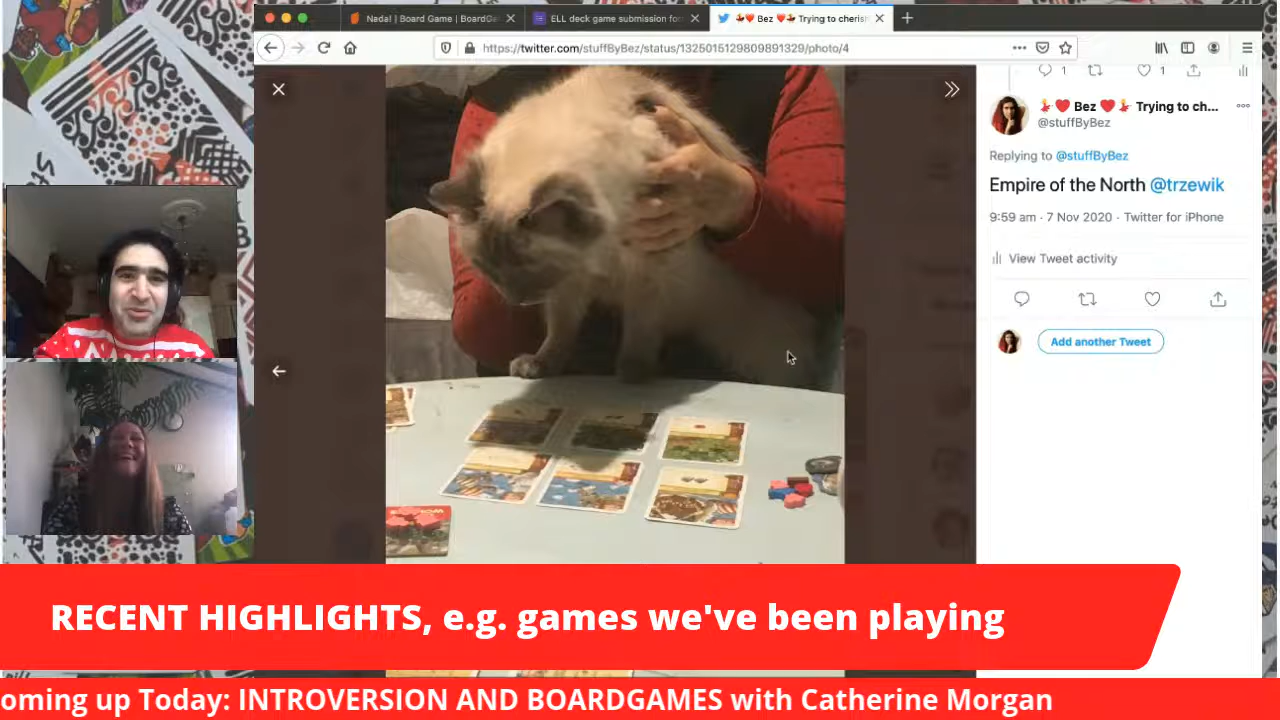 Nadal | Board Game | BoardGa
ELL deck game submission for
Bez Trying to cherish
https://twitter.com/stuffByBez/status/1325015129809891329/photo/4
1
1
Bez Trying to ch...
@stuffByBez
Replying to @stuffByBez
Empire of the North @trzewik
9:59 am · 7 Nov 2020 · Twitter for iPhone
View Tweet activity
Add another Tweet
RECENT HIGHLIGHTS, e.g. games we've been playing
oming up Today: INTROVERSION AND BOARDGAMES with Catherine Morgan